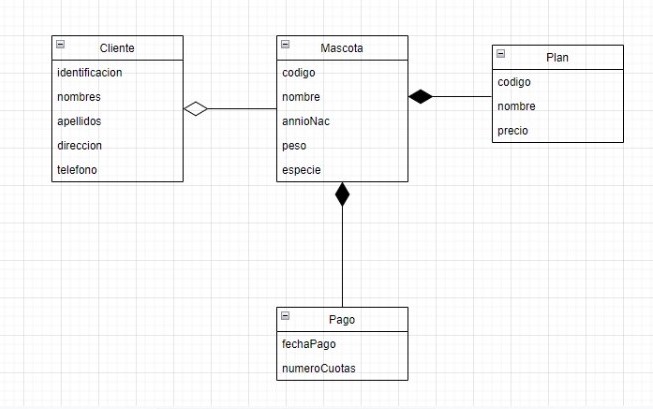 Cliente
identificacion
nombres
apellidos
direccion
telefono
Mascota
codigo
nombre
annioNac
peso
especie
Plan
codigo
nombre
precio
Pago
fechaPago
numeroCuotas